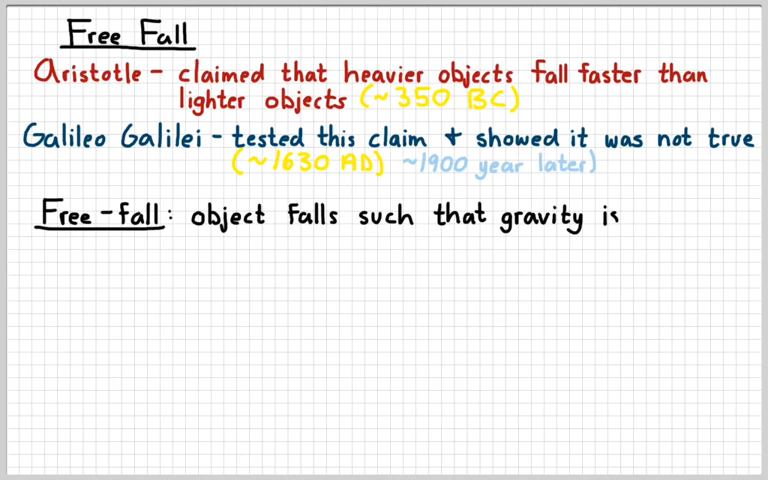 Free Fall
Aristotle - claimed that heavier objects fall faster than
lighter objects (~350 BC)
Galileo Galilei - tested this claim + showed it was not true
(~1630 AD) ~1900 year later)
Free-fall: object falls such that gravity is